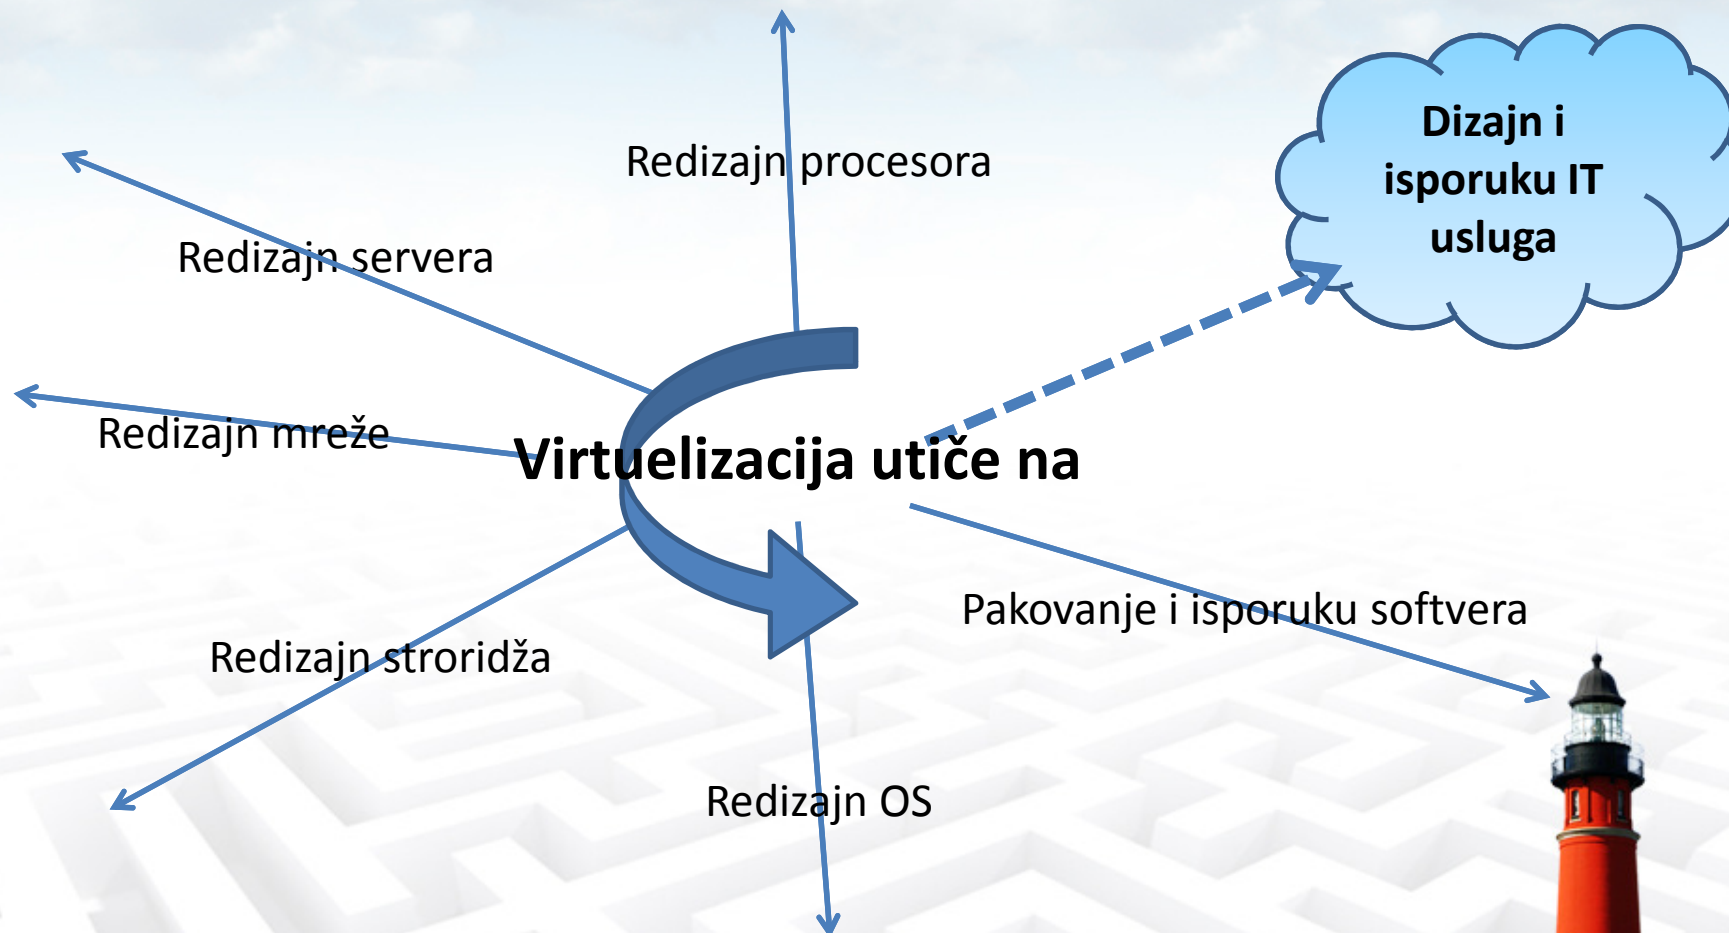 Redizajn procesora
Dizajn i
isporuku IT
usluga
Redizajn servera
Redizajn mreže
Virtuelizacija utiče na
Pakovanje i isporuku softvera
Redizajn stroridža
Redizajn OS